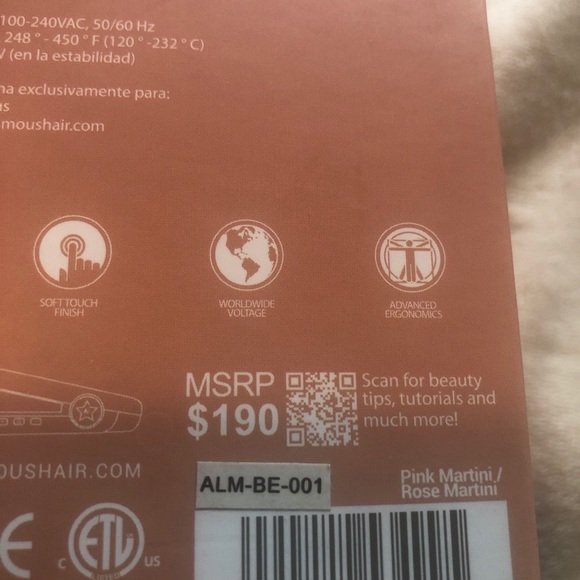 100-240VAC, 50/60 Hz
248 ° - 450 ° F (120 ° -232 ° C)
(en la estabilidad)
exclusivamente para:
moushair.com
SOFT TOUCH
FINISH
WORLDWIDE
VOLTAGE
ADVANCED
ERGONOMICS
MSRP
$190
Scan for beauty
tips, tutorials and
much more!
OUSHAIR.COM
ALM-BE-001
Pink Martini /
Rose Martini
CE
C ETL US